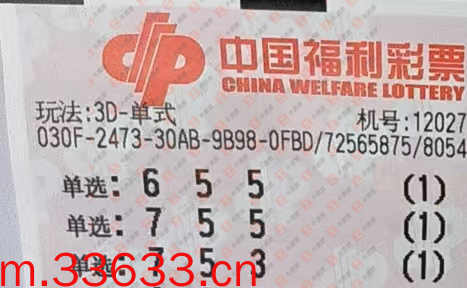 中国福利彩票
CHINA WELFARE LOTTERY
玩法:3D-单式 机号:12027
030F-2473-30AB-9B98-0FBD/72565875/8054
单选: 6 5 5 (1)
单选: 7 5 5 (1)
单选: 7 5 3 (1)
m.33633.cn